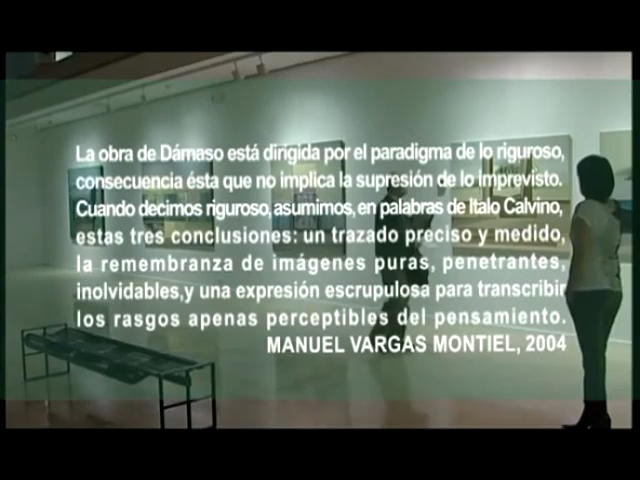 La obra de Dámaso está dirigida por el paradigma de lo riguroso,
consecuencia ésta que no implica la supresión de lo imprevisto.
Cuando decimos riguroso, asumimos, en palabras de Italo Calvino,
estas tres conclusiones: un trazado preciso y medido,
la remembranza de imágenes puras, penetrantes,
inolvidables,y una expresión escrupulosa para transcribir
los rasgos apenas perceptibles del pensamiento.
MANUEL VARGAS MONTIEL, 2004